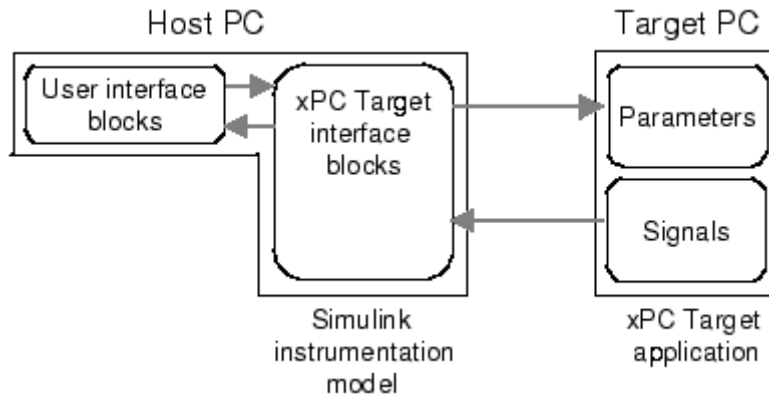 Host PC
Target PC
User interface
blocks
xPC Target
interface
blocks
Parameters
Signals
Simulink
instrumentation
model
xPC Target
application